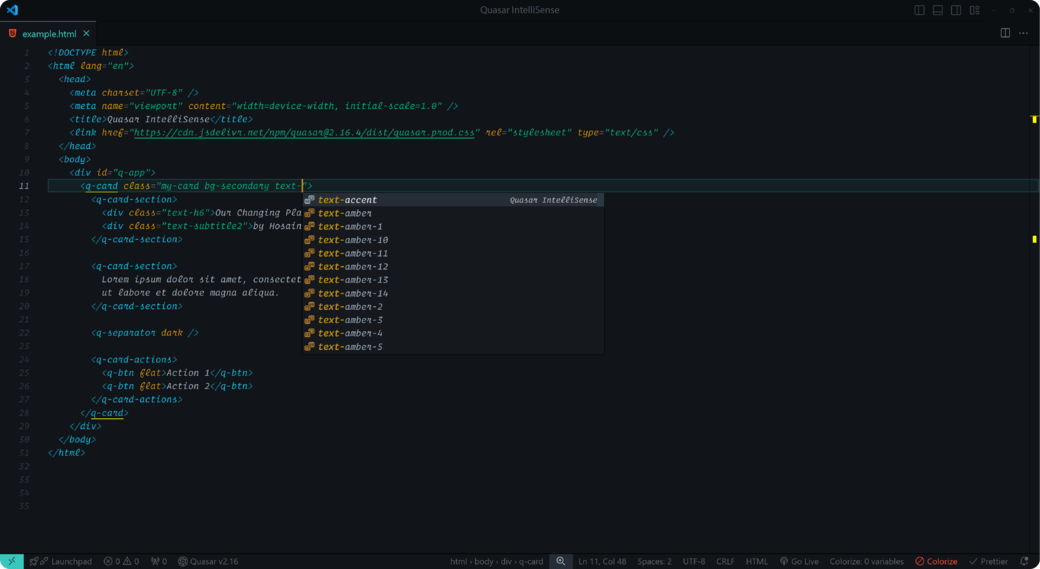 Quasar IntelliSense
example.html
1 <!DOCTYPE html>
2 <html lang="en">
3 <head>
4 <meta charset="UTF-8" />
5 <meta name="viewport" content="width=device-width, initial-scale=1.0" />
6 <title>Quasar IntelliSense</title>
7 <link href="https://cdn.jsdelivr.net/npm/quasar@2.16.4/dist/quasar.prod.css" rel="stylesheet" type="text/css" />
8 </head>
9 <body>
10 <div id="q-app">
11 <q-card class="my-card bg-secondary text-">
12 <q-card-section>
text-accent Quasar IntelliSense
13 <div class="text-h6">Our Changing Pla
text-amber
14 <div class="text-subtitle2">by Hosain
text-amber-1
15 </q-card-section>
text-amber-10
16
text-amber-11
17 <q-card-section>
text-amber-12
18 Lorem ipsum dolor sit amet, consectet
text-amber-13
19 ut labore et dolore magna aliqua.
text-amber-14
20 </q-card-section>
text-amber-2
21
text-amber-3
22 <q-separator dark />
text-amber-4
23
text-amber-5
24 <q-card-actions>
25 <q-btn flat>Action 1</q-btn>
26 <q-btn flat>Action 2</q-btn>
27 </q-card-actions>
28 </q-card>
29 </div>
30 </body>
31 </html>
32
33
34
35
Launchpad 0 0 0 Quasar v2.16 html › body › div › q-card Ln 11, Col 48 Spaces: 2 UTF-8 CRLF HTML Go Live Colorize: 0 variables Colorize Prettier